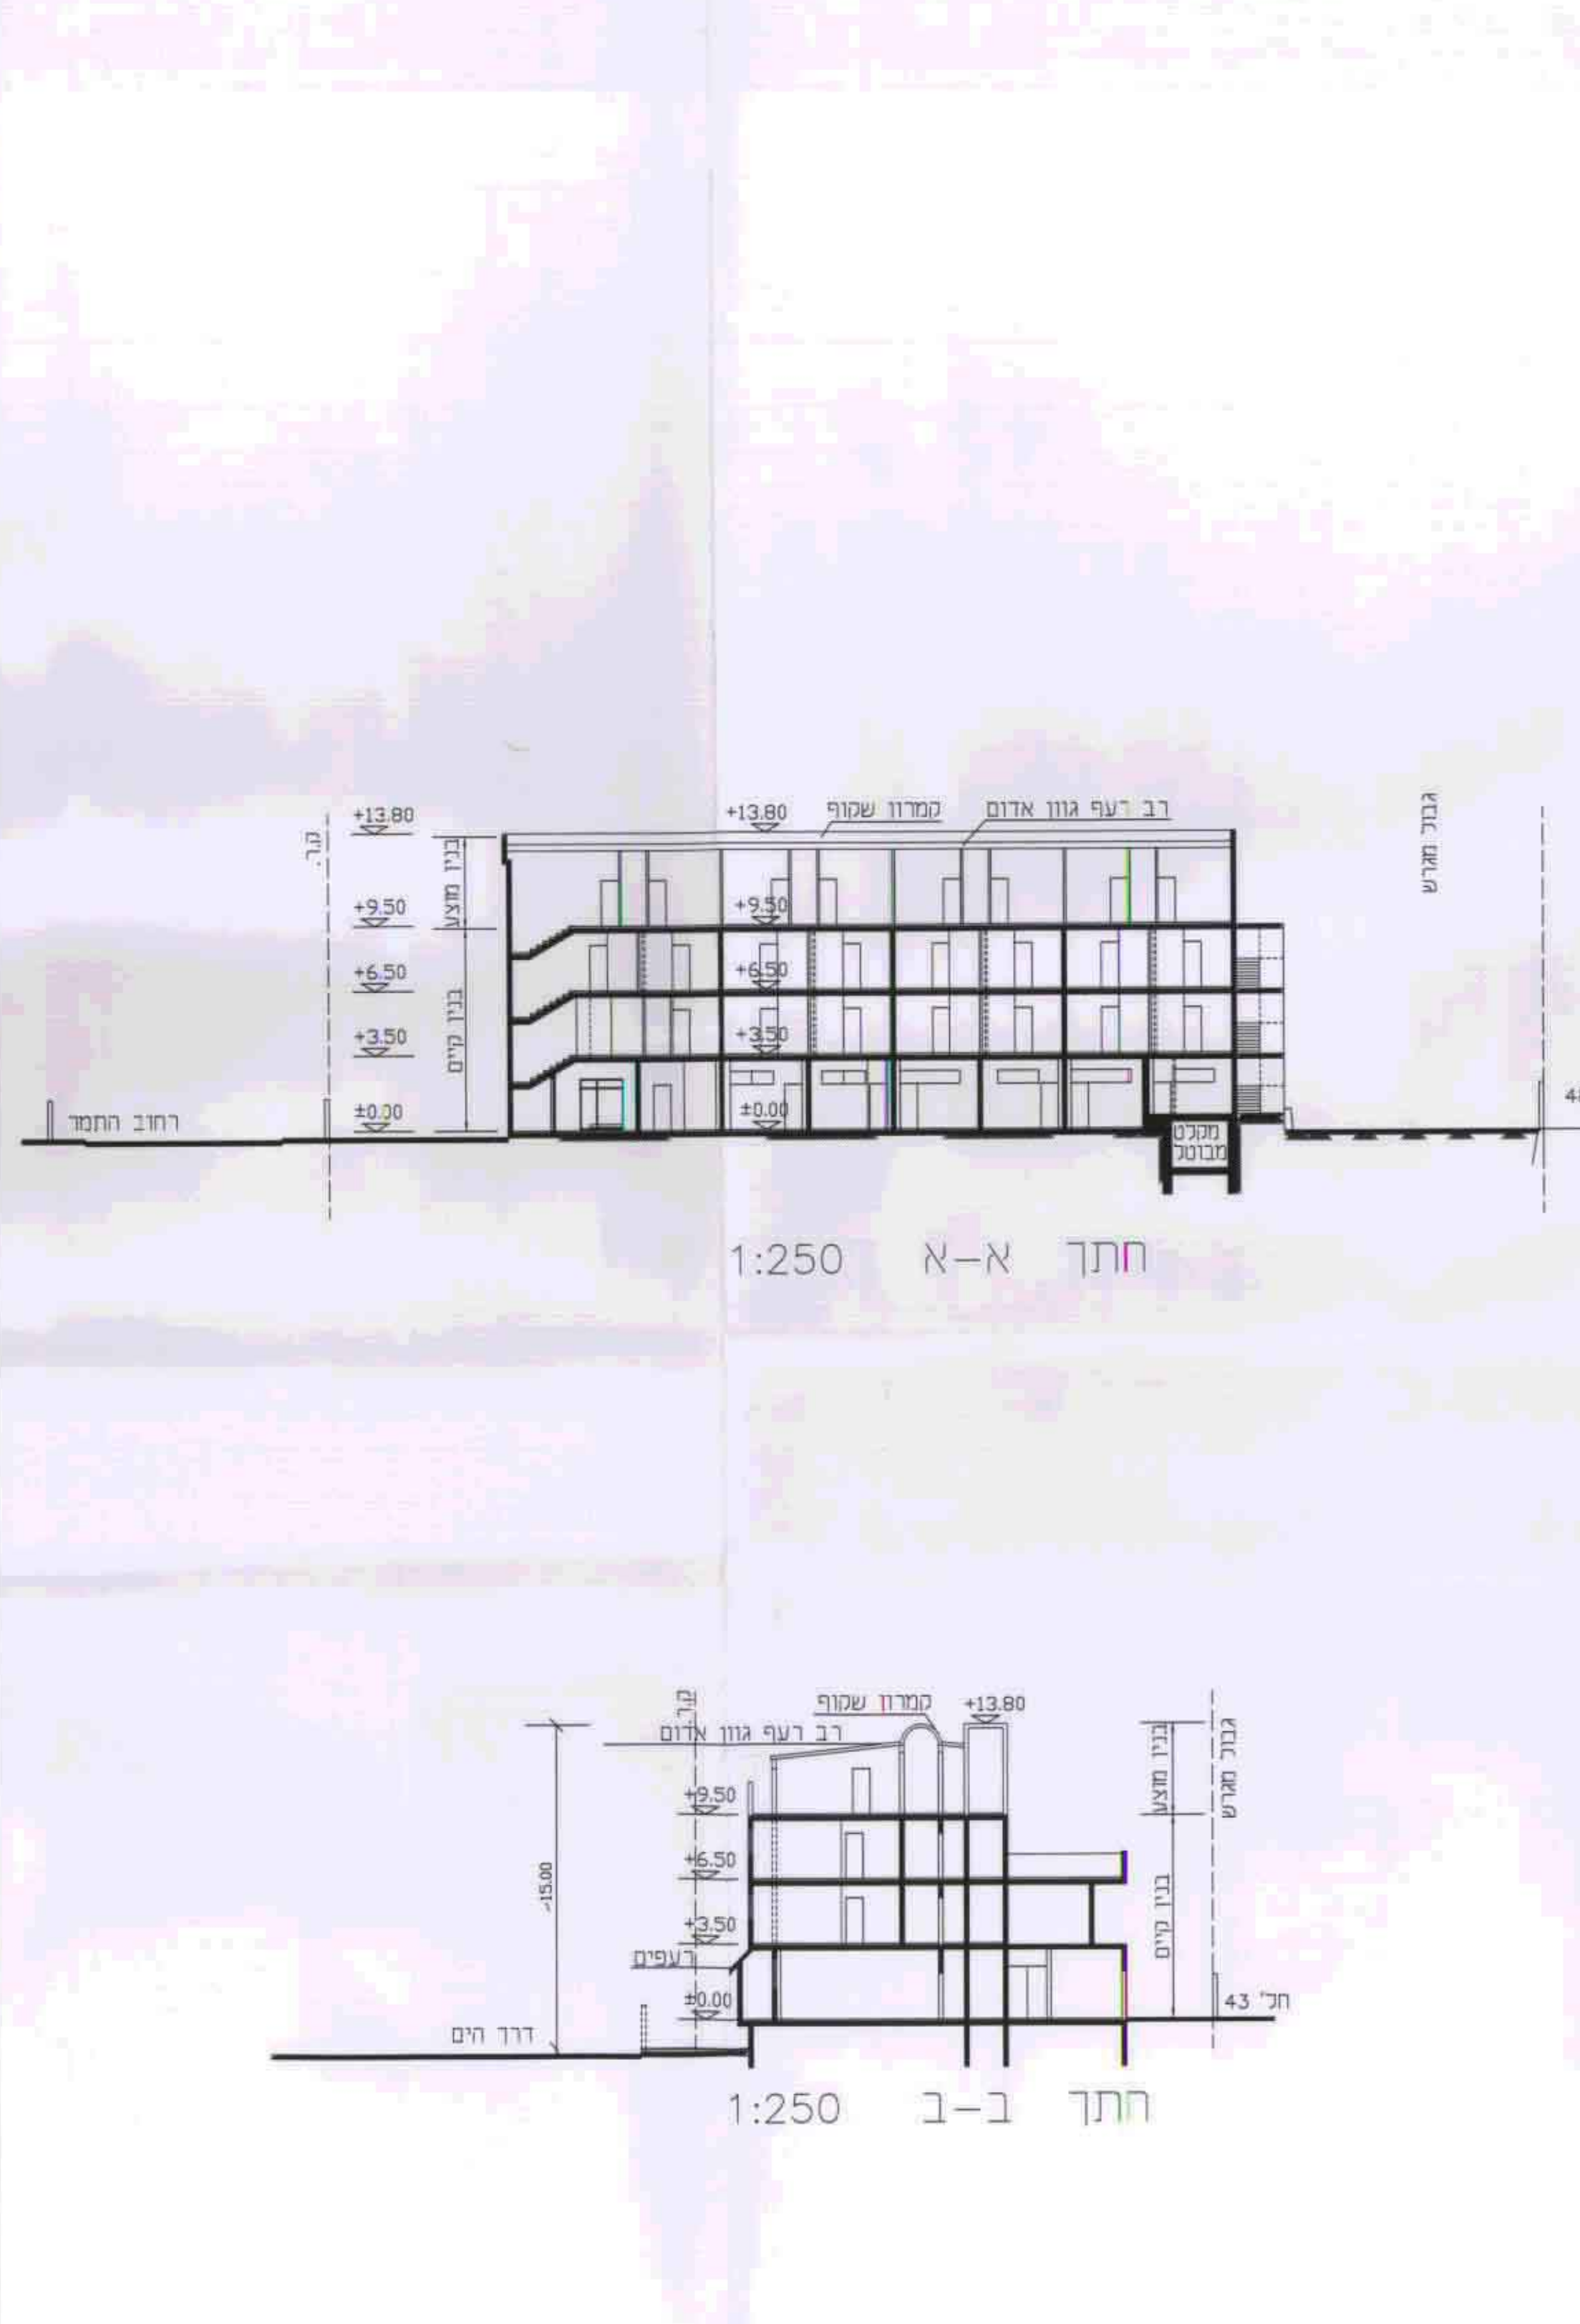 +13.80
+13.80
קמרון שקוף
רב רעף גוון אדום
ק.ר.
גבול מגרש
בנין מוצע
+9.50
+9.50
+6.50
+6.50
בנין קיים
+3.50
+3.50
רחוב התמר
±0.00
±0.00
מקלט
מבוטל
חתך א-א 1:250
ק.ר.
קמרון שקוף
+13.80
רב רעף גוון אדום
בנין מוצע
גבול מגרש
+9.50
~15.00
+6.50
בנין קיים
+3.50
רעפים
±0.00
חל' 43
דרך הים
חתך ב-ב 1:250